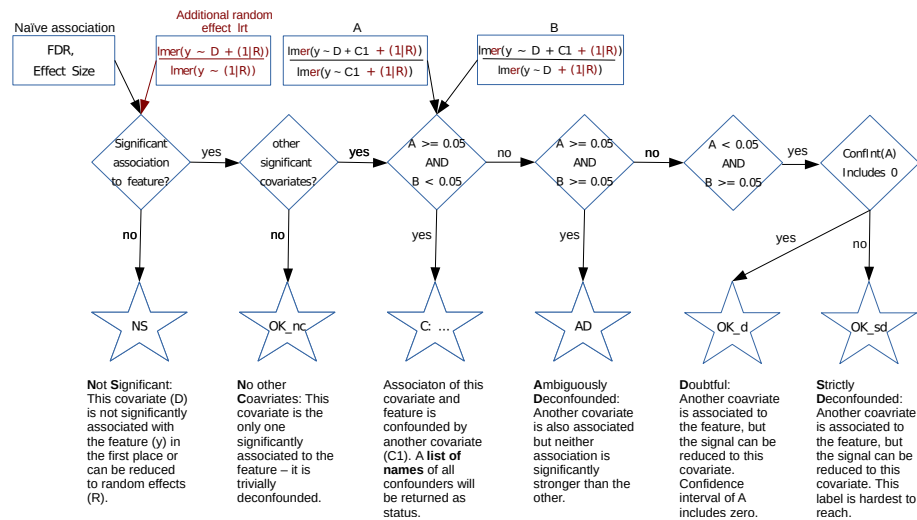 Naïve association
FDR,
Effect Size
Additional random
effect lrt
lmer(y ~ D + (1|R))
lmer(y ~ (1|R))
A
lmer(y ~ D + C1 + (1|R))
lmer(y ~ C1 + (1|R))
B
lmer(y ~ D + C1 + (1|R))
lmer(y ~ D + (1|R))
Significant
association
to feature?
yes
other
significant
covariates?
yes
A >= 0.05
AND
B < 0.05
no
A >= 0.05
AND
B >= 0.05
no
A < 0.05
AND
B >= 0.05
yes
ConfInt(A)
Includes 0
no
no
yes
yes
yes
no
NS
OK_nc
C: ...
AD
OK_d
OK_sd
Not Significant:
This covariate (D)
is not significantly
associated with
the feature (y) in
the first place or
can be reduced
to random effects
(R).
No other
Coavriates: This
covariate is the
only one
significantly
associated to the
feature – it is
trivially
deconfounded.
Associaton of this
covariate and
feature is
confounded by
another covariate
(C1). A list of
names of all
confounders will
be returned as
status.
Ambiguously
Deconfounded:
Another covariate
is also associated
but neither
association is
significantly
stronger than the
other.
Doubtful:
Another coavriate
is associated to
the feature, but
the signal can be
reduced to this
covariate.
Confidence
interval of A
includes zero.
Strictly
Deconfounded:
Another coavriate
is associated to
the feature, but
the signal can be
reduced to this
covariate. This
label is hardest to
reach.